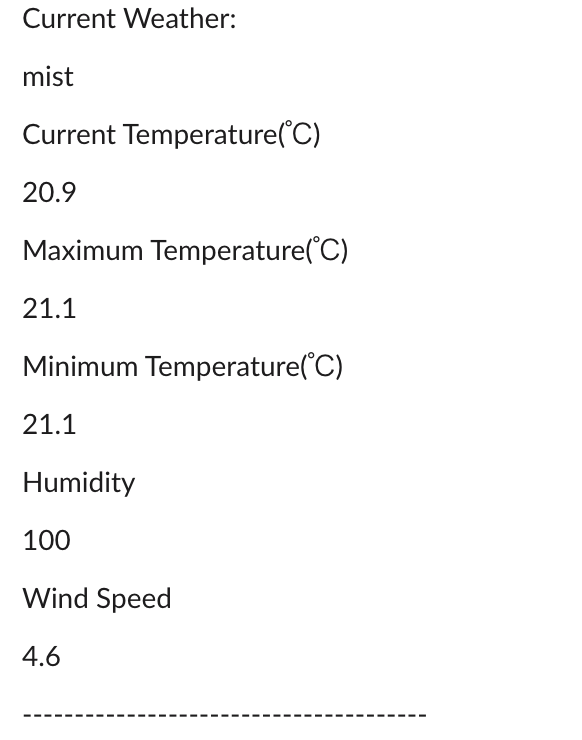 Current Weather:
mist
Current Temperature(℃)
20.9
Maximum Temperature(℃)
21.1
Minimum Temperature(℃)
21.1
Humidity
100
Wind Speed
4.6
---------------------------------------